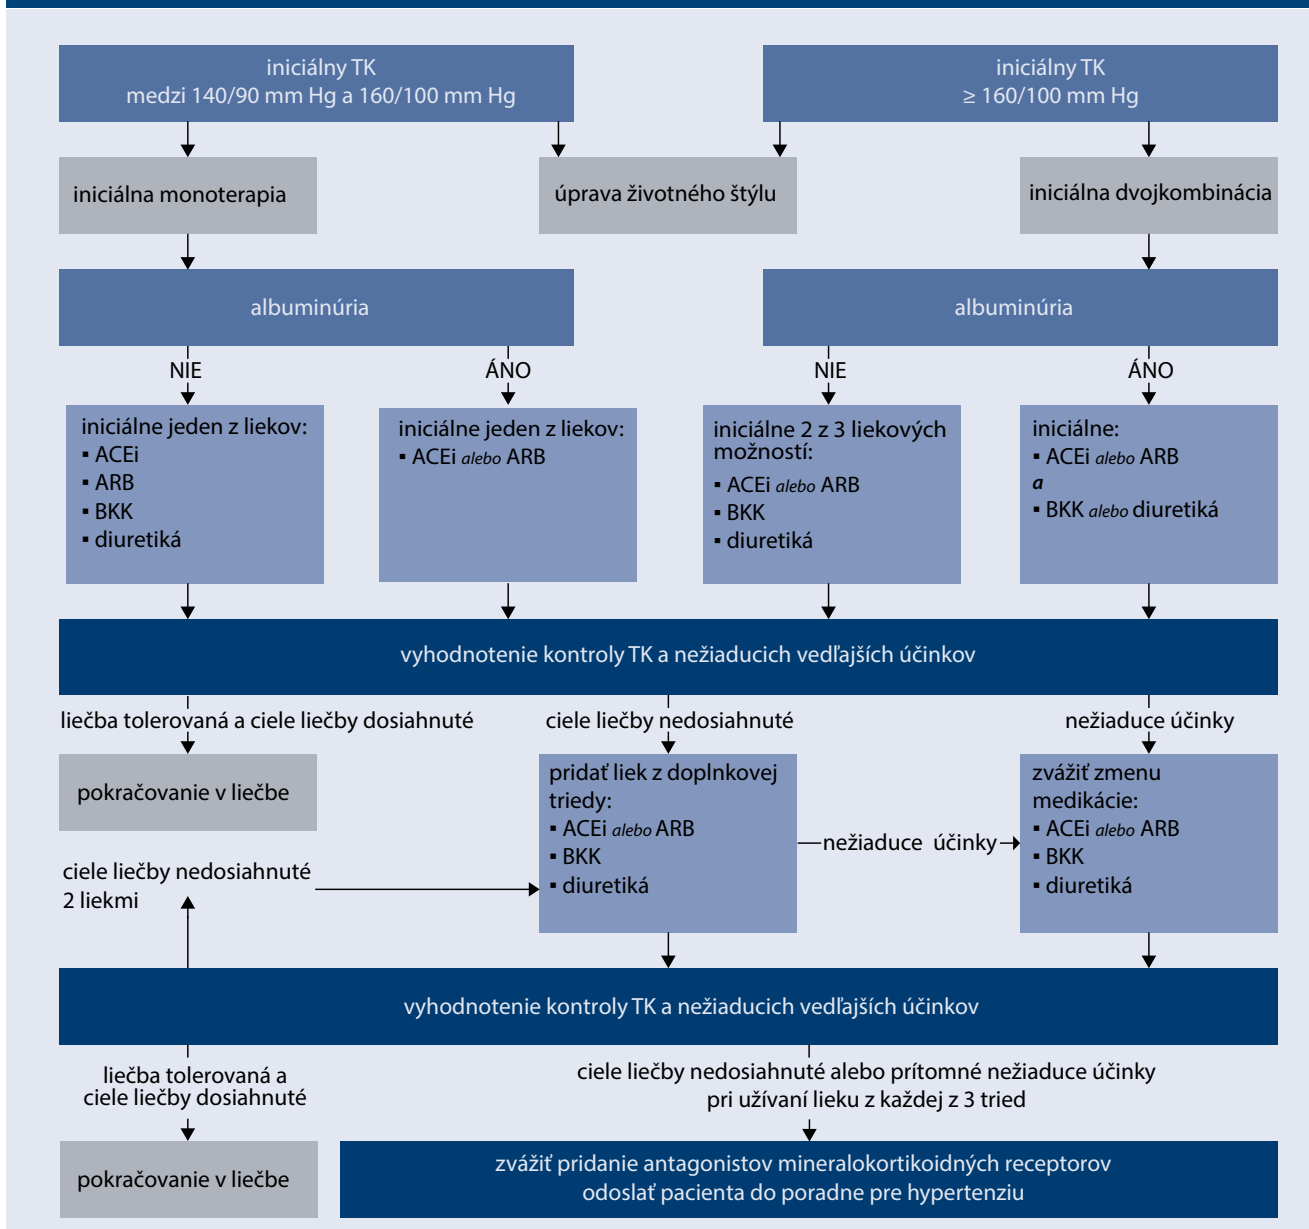 iniciálny TK
medzi 140/90 mm Hg a 160/100 mm Hg
iniciálny TK
≥ 160/100 mm Hg
iniciálna monoterapia
úprava životného štýlu
iniciálna dvojkombinácia
albuminúria
albuminúria
NIE
ÁNO
NIE
ÁNO
iniciálne jeden z liekov:
▪ ACEi
▪ ARB
▪ BKK
▪ diuretiká
iniciálne jeden z liekov:
▪ ACEi alebo ARB
iniciálne 2 z 3 liekových
možností:
▪ ACEi alebo ARB
▪ BKK
▪ diuretiká
iniciálne:
▪ ACEi alebo ARB
a
▪ BKK alebo diuretiká
vyhodnotenie kontroly TK a nežiaducich vedľajších účinkov
liečba tolerovaná a ciele liečby dosiahnuté
ciele liečby nedosiahnuté
nežiaduce účinky
pokračovanie v liečbe
pridať liek z doplnkovej
triedy:
▪ ACEi alebo ARB
▪ BKK
▪ diuretiká
nežiaduce účinky
zvážiť zmenu
medikácie:
▪ ACEi alebo ARB
▪ BKK
▪ diuretiká
ciele liečby nedosiahnuté
2 liekmi
vyhodnotenie kontroly TK a nežiaducich vedľajších účinkov
liečba tolerovaná a
ciele liečby dosiahnuté
ciele liečby nedosiahnuté alebo prítomné nežiaduce účinky
pri užívaní lieku z každej z 3 tried
pokračovanie v liečbe
zvážiť pridanie antagonistov mineralokortikoidných receptorov
odoslať pacienta do poradne pre hypertenziu